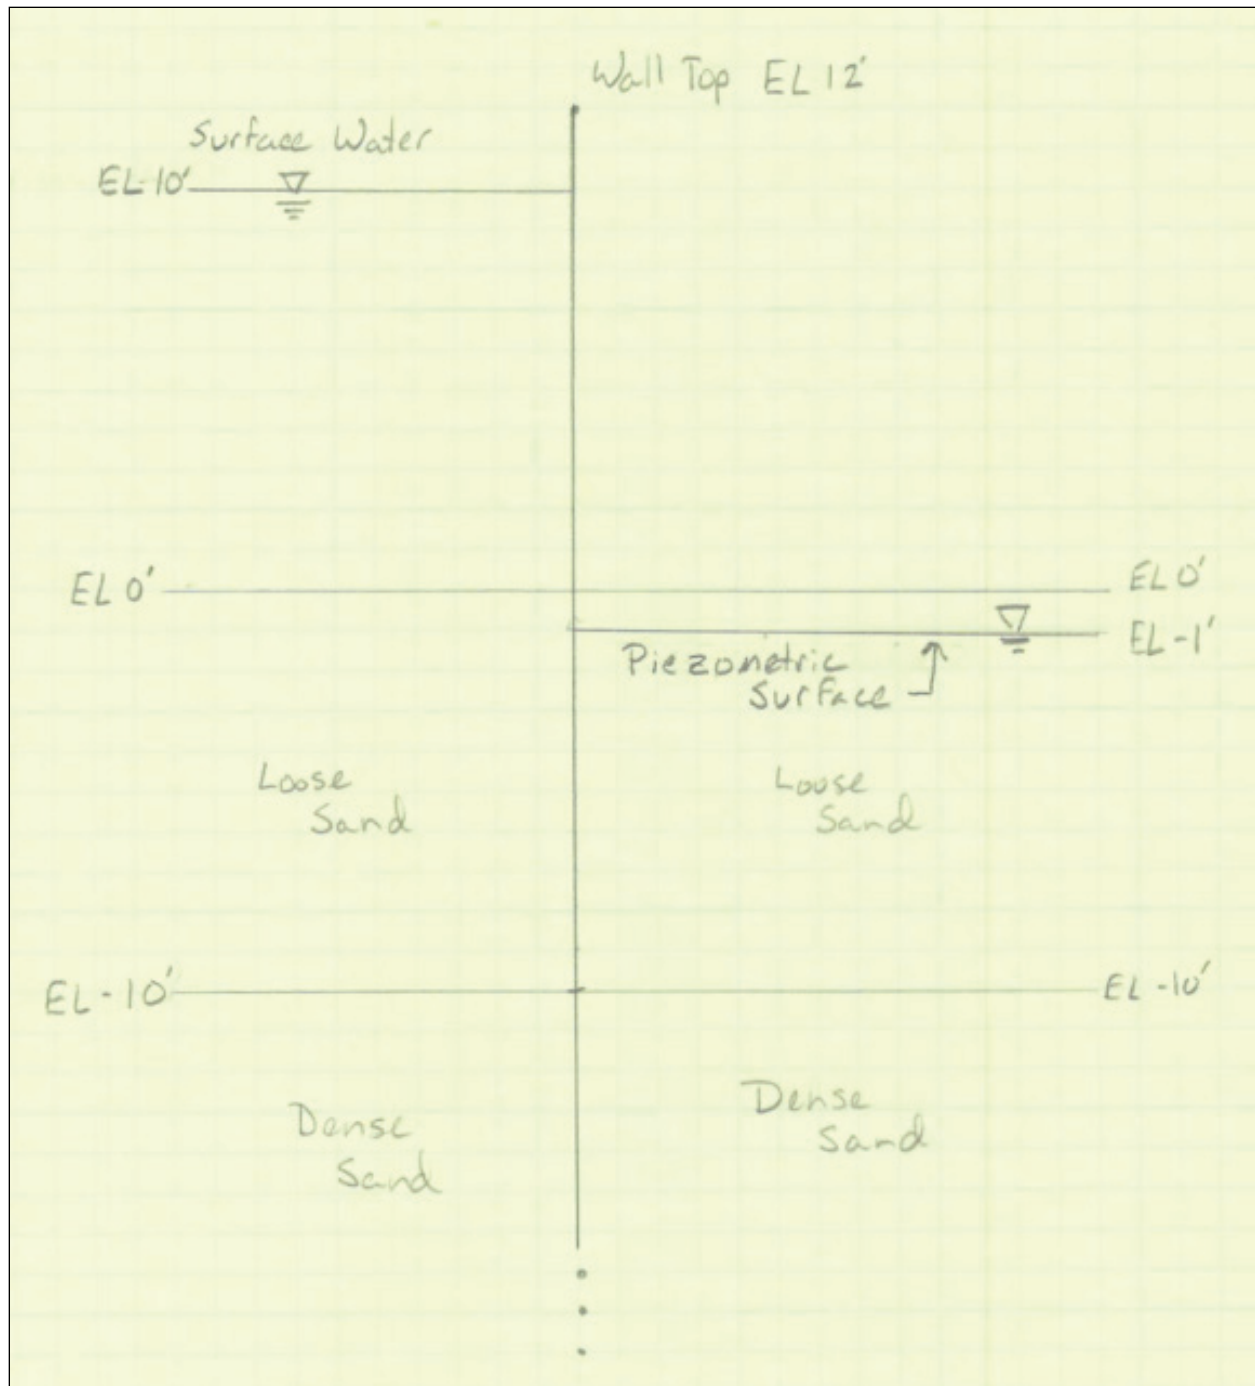 Wall Top EL 12'
Surface Water
EL-10'
EL 0'
EL 0'
EL-1'
Piezometric
Surface
Loose
Sand
Loose
Sand
EL-10'
EL-10'
Dense
Sand
Dense
Sand